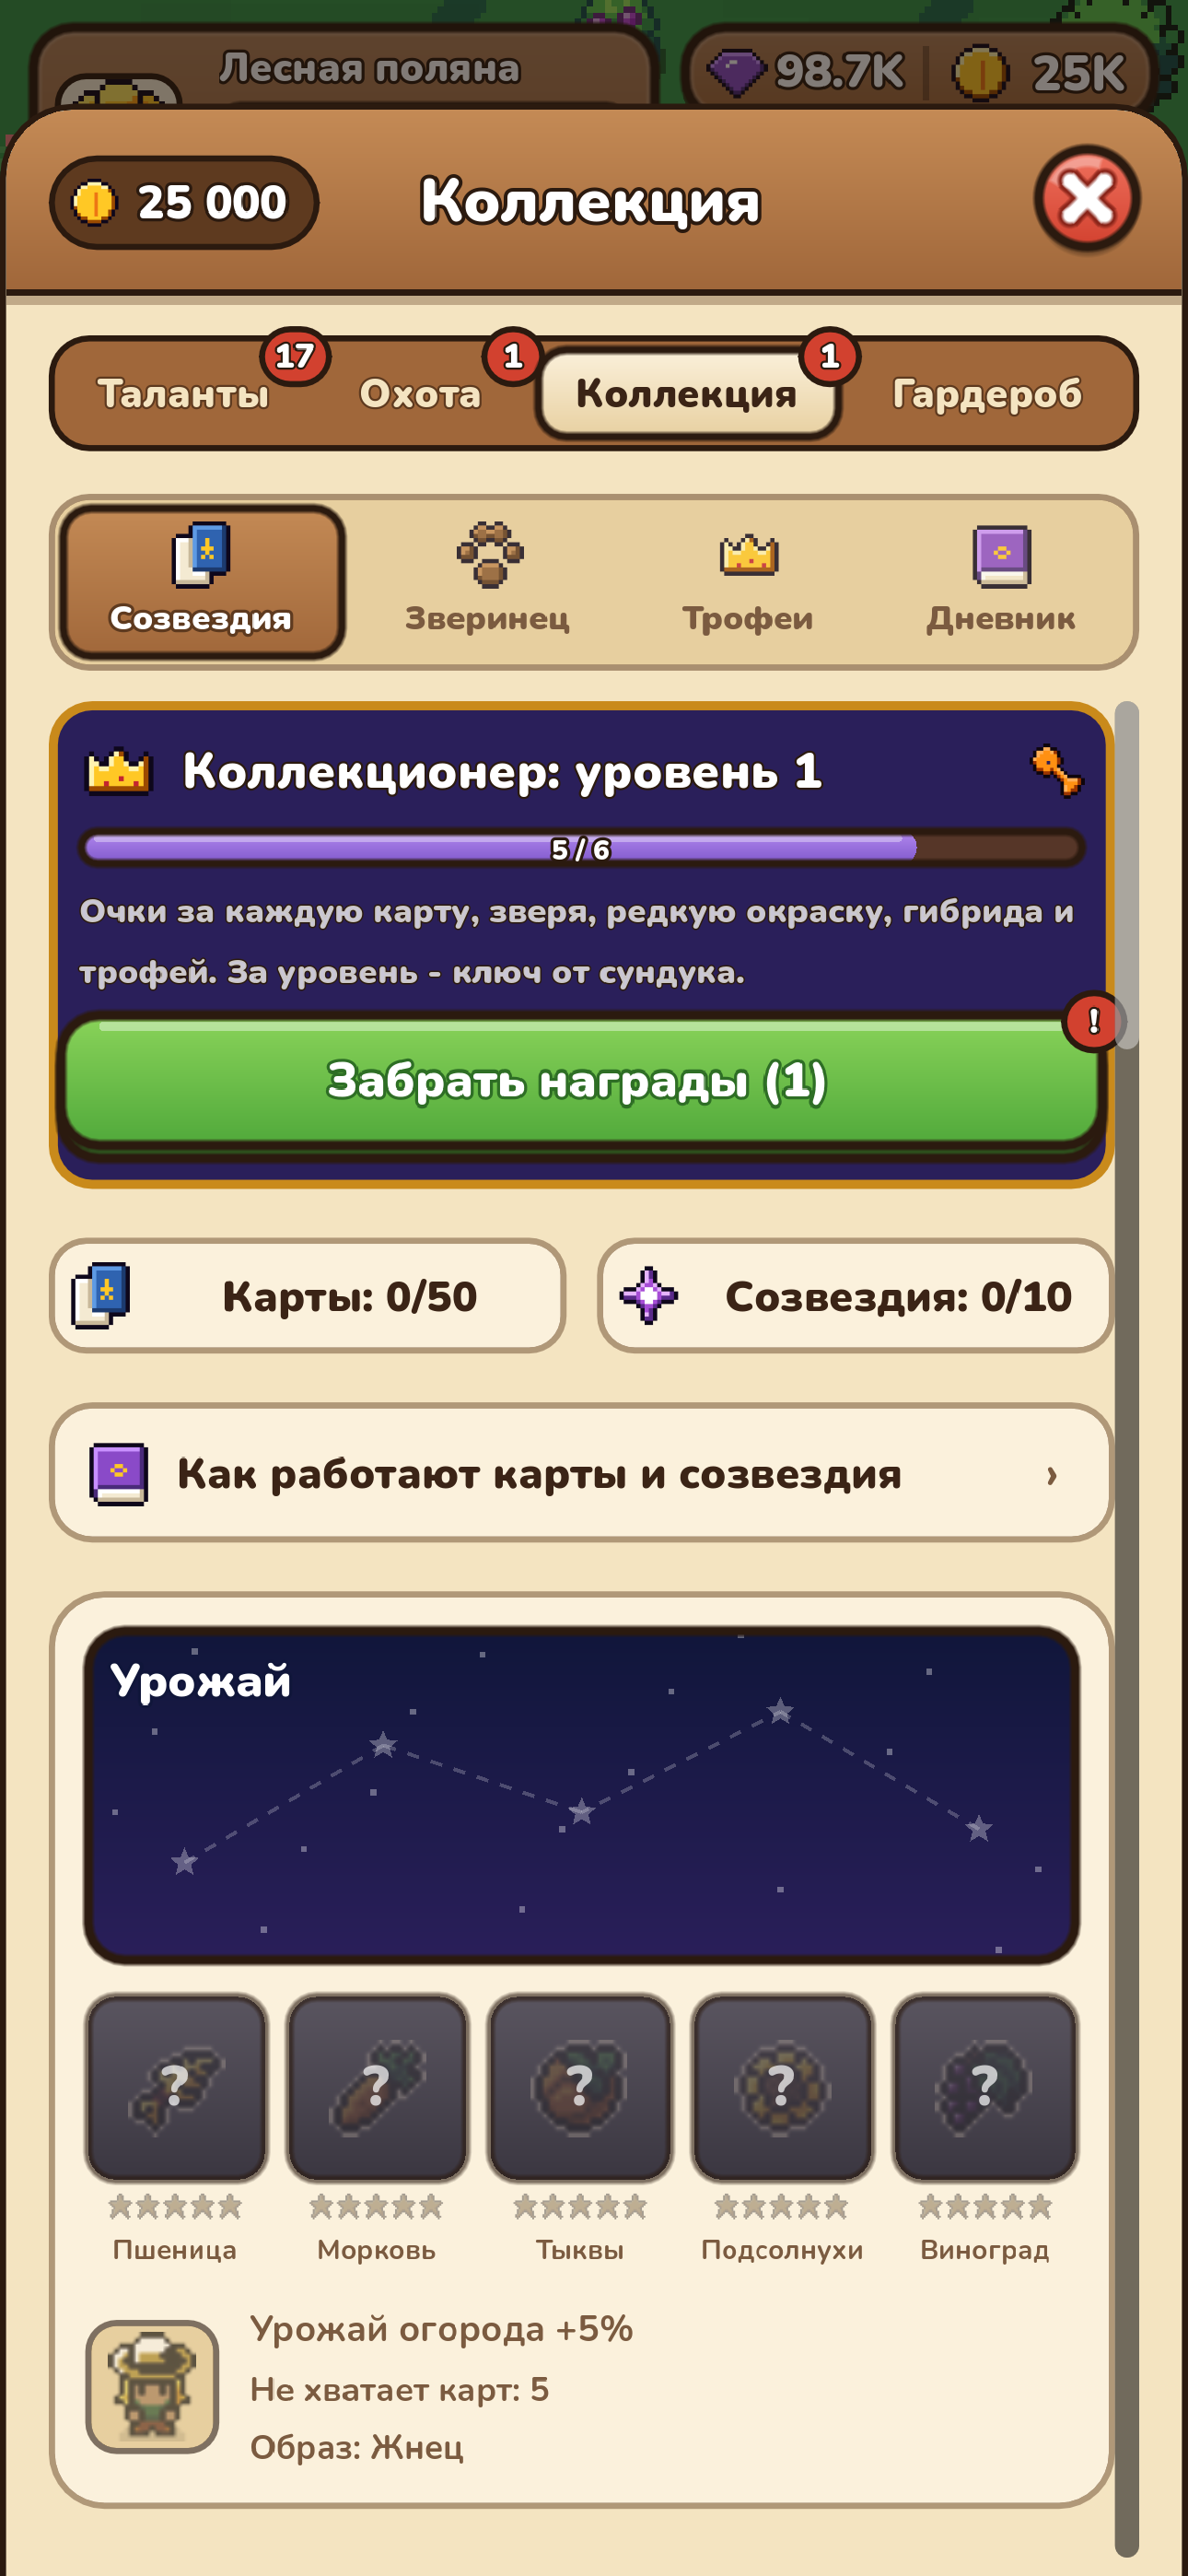 Лесная поляна
98.7K
25K
25 000
Коллекция
17
1
1
Таланты
Охота
Коллекция
Гардероб
Созвездия
Зверинец
Трофеи
Дневник
Коллекционер: уровень 1
5 / 6
Очки за каждую карту, зверя, редкую окраску, гибрида и
трофей. За уровень - ключ от сундука.
!
Забрать награды (1)
Карты: 0/50
Созвездия: 0/10
Как работают карты и созвездия
›
Урожай
? ? ? ? ?
Пшеница
Морковь
Тыквы
Подсолнухи
Виноград
Урожай огорода +5%
Не хватает карт: 5
Образ: Жнец